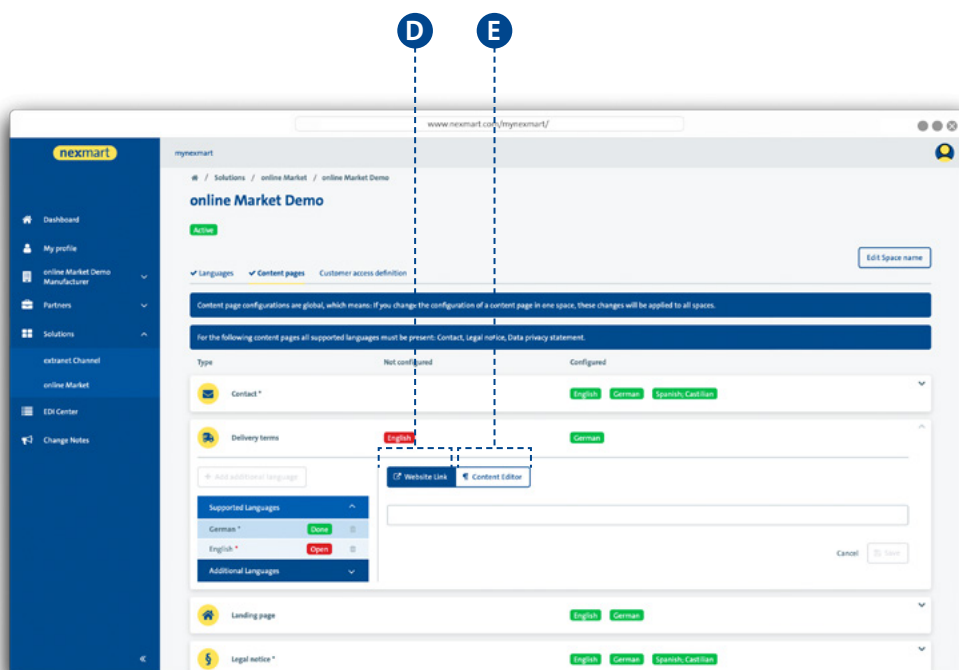 D E
www.nexmart.com/mynexmart/
nexmart
mynexmart
/ Solutions / online Market / online Market Demo
online Market Demo
Active
Dashboard
My profile
online Market Demo
Manufacturer
Partners
Solutions
extranet Channel
online Market
EDI Center
Change Notes
Edit Space name
Languages Content pages Customer access definition
Content page configurations are global, which means: If you change the configuration of a content page in one space, these changes will be applied to all spaces.
For the following content pages all supported languages must be present: Contact, Legal notice, Data privacy statement.
Type Not configured Configured
Contact * English German Spanish; Castilian
Delivery terms English German
+ Add additional language
Website Link ¶ Content Editor
Supported Languages
German * Done
English * Open
Additional Languages
Cancel Save
Landing page English German
§ Legal notice * English German Spanish; Castilian
«